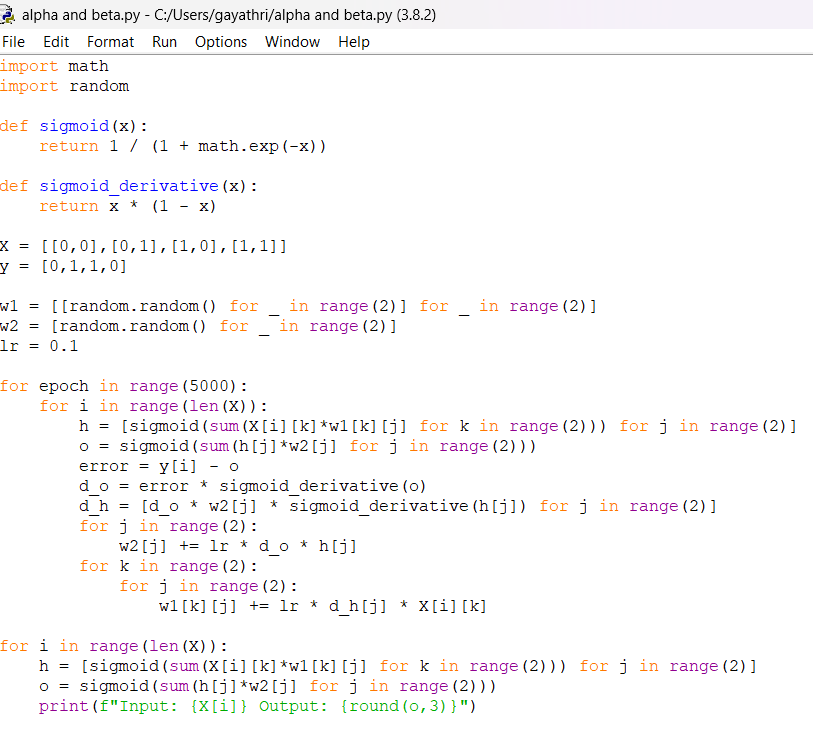 alpha and beta.py - C:/Users/gayathri/alpha and beta.py (3.8.2)
File Edit Format Run Options Window Help
import math
import random

def sigmoid(x):
    return 1 / (1 + math.exp(-x))

def sigmoid_derivative(x):
    return x * (1 - x)

X = [[0,0],[0,1],[1,0],[1,1]]
y = [0,1,1,0]

w1 = [[random.random() for _ in range(2)] for _ in range(2)]
w2 = [random.random() for _ in range(2)]
lr = 0.1

for epoch in range(5000):
    for i in range(len(X)):
        h = [sigmoid(sum(X[i][k]*w1[k][j] for k in range(2))) for j in range(2)]
        o = sigmoid(sum(h[j]*w2[j] for j in range(2)))
        error = y[i] - o
        d_o = error * sigmoid_derivative(o)
        d_h = [d_o * w2[j] * sigmoid_derivative(h[j]) for j in range(2)]
        for j in range(2):
            w2[j] += lr * d_o * h[j]
        for k in range(2):
            for j in range(2):
                w1[k][j] += lr * d_h[j] * X[i][k]

for i in range(len(X)):
    h = [sigmoid(sum(X[i][k]*w1[k][j] for k in range(2))) for j in range(2)]
    o = sigmoid(sum(h[j]*w2[j] for j in range(2)))
    print(f"Input: {X[i]} Output: {round(o,3)}")